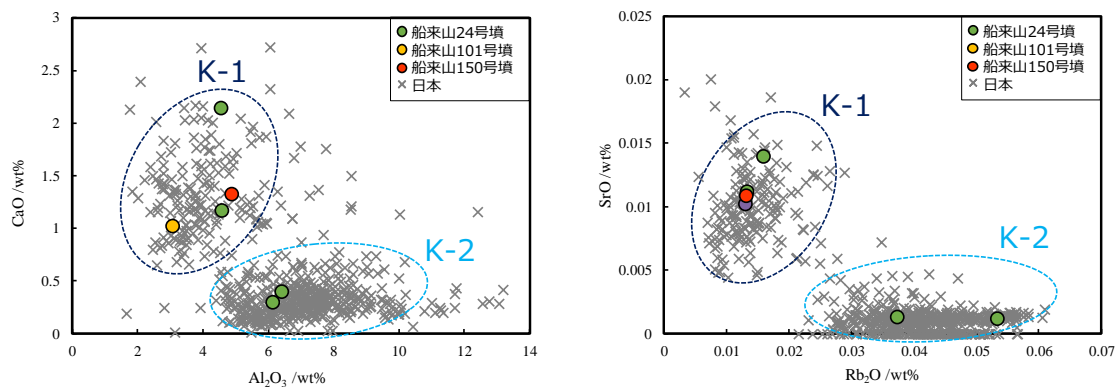 3
2.5
2
1.5
1
0.5
0
0
2
4
6
8
10
12
14
CaO /wt%
Al₂O₃ /wt%
K-1
K-2
船来山24号墳
船来山101号墳
船来山150号墳
日本
0.025
0.02
0.015
0.01
0.005
0
0
0.01
0.02
0.03
0.04
0.05
0.06
0.07
SrO /wt%
Rb₂O /wt%
K-1
K-2
船来山24号墳
船来山101号墳
船来山150号墳
日本